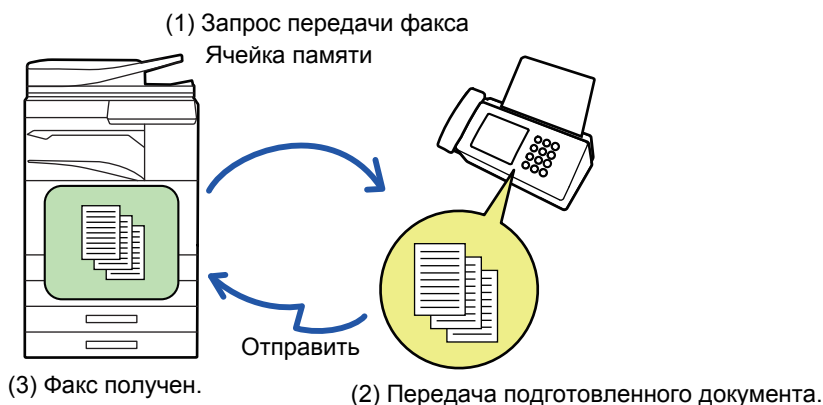 (1) Запрос передачи факса
Ячейка памяти
Отправить
(3) Факс получен.
(2) Передача подготовленного документа.